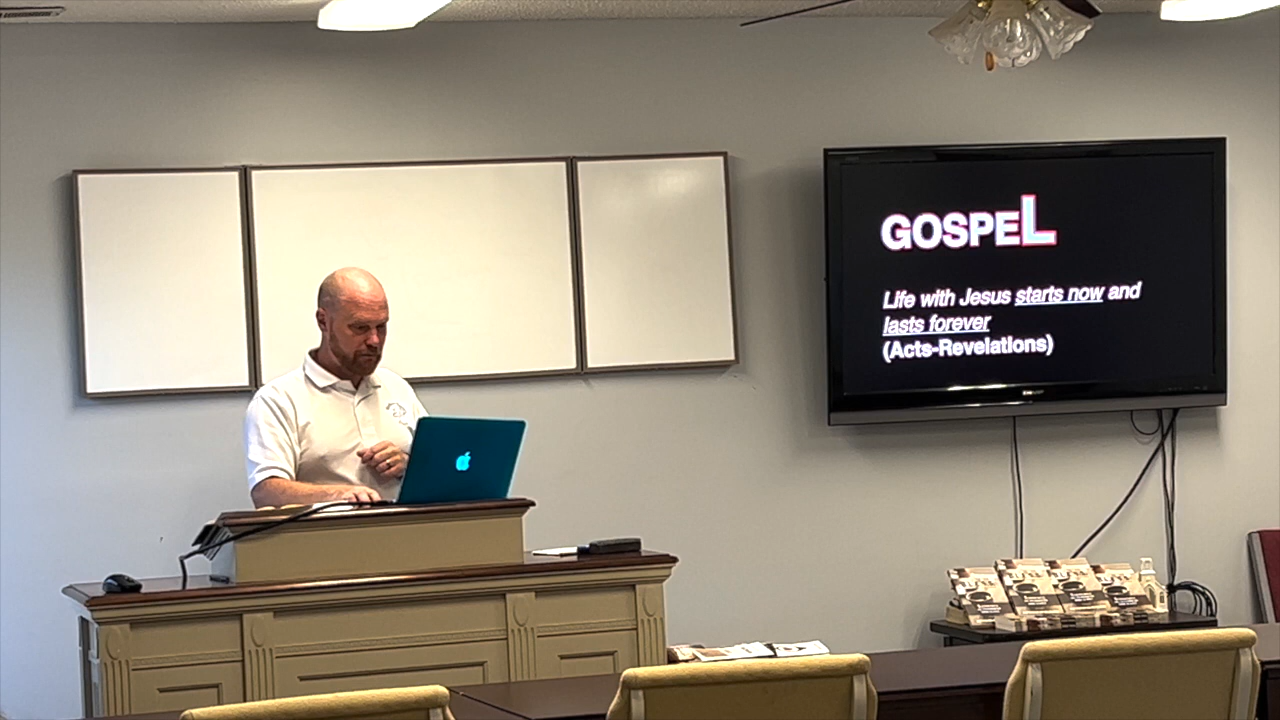 GOSPEL
Life with Jesus starts now and
lasts forever
(Acts-Revelations)